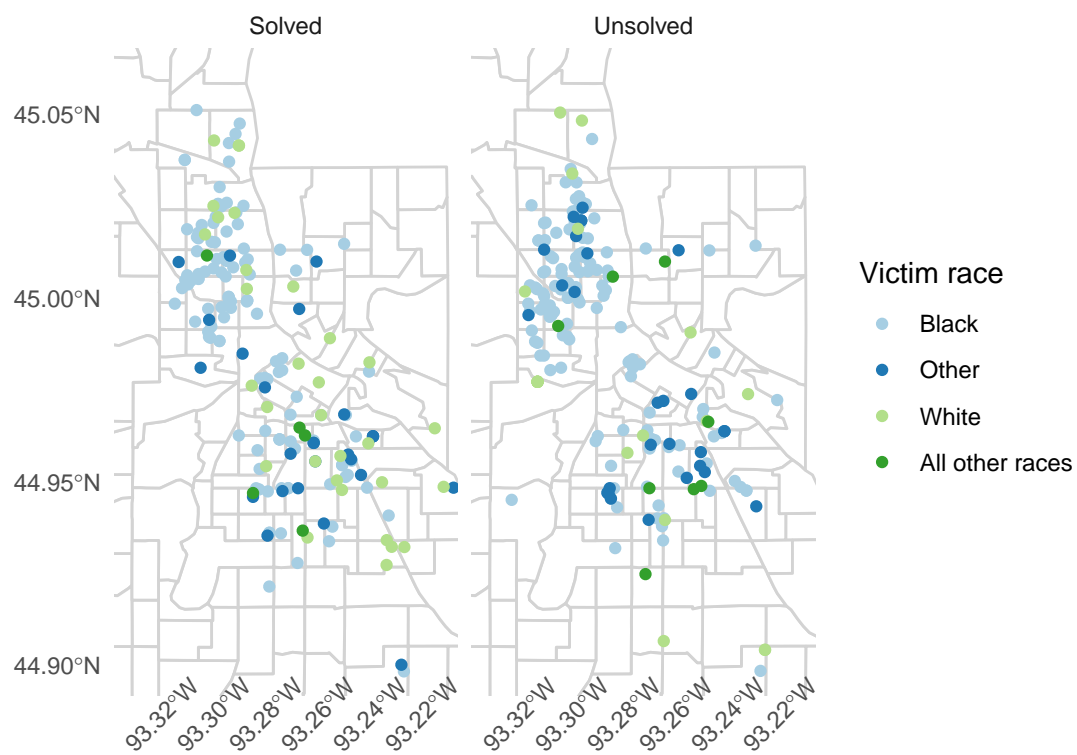 Solved Unsolved
45.05°N
45.00°N
44.95°N
44.90°N
93.32°W 93.30°W 93.28°W 93.26°W 93.24°W 93.22°W 93.32°W 93.30°W 93.28°W 93.26°W 93.24°W 93.22°W
Victim race
Black
Other
White
All other races